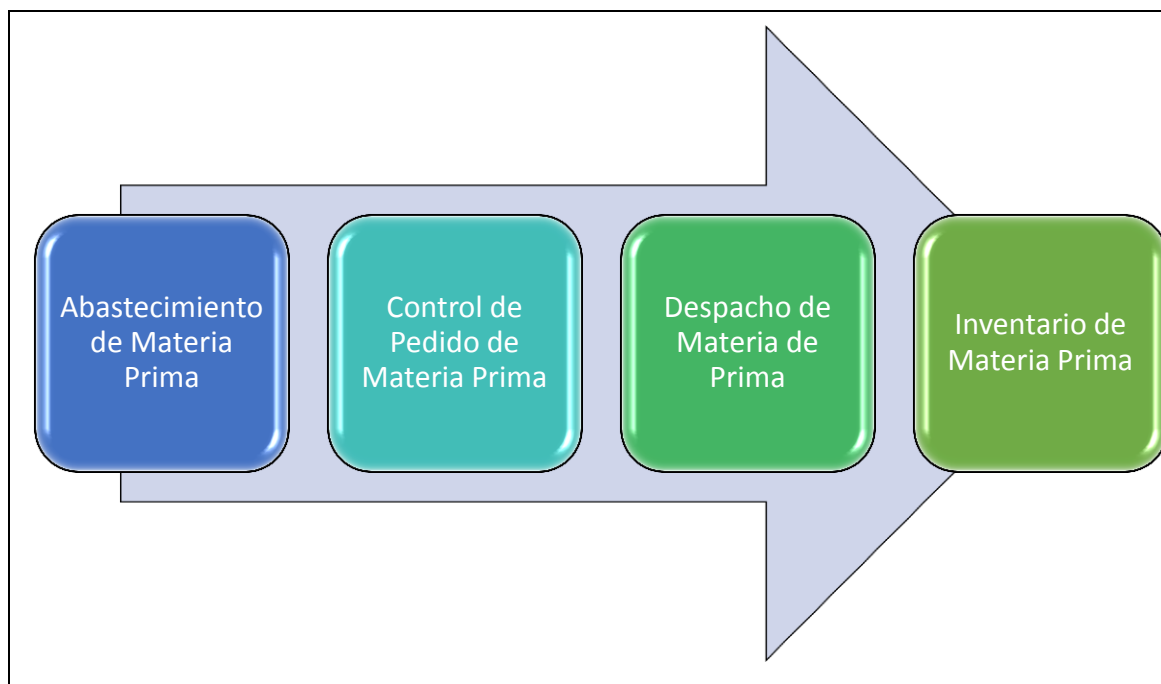 Abastecimiento
de Materia
Prima
Control de
Pedido de
Materia Prima
Despacho de
Materia de
Prima
Inventario de
Materia Prima